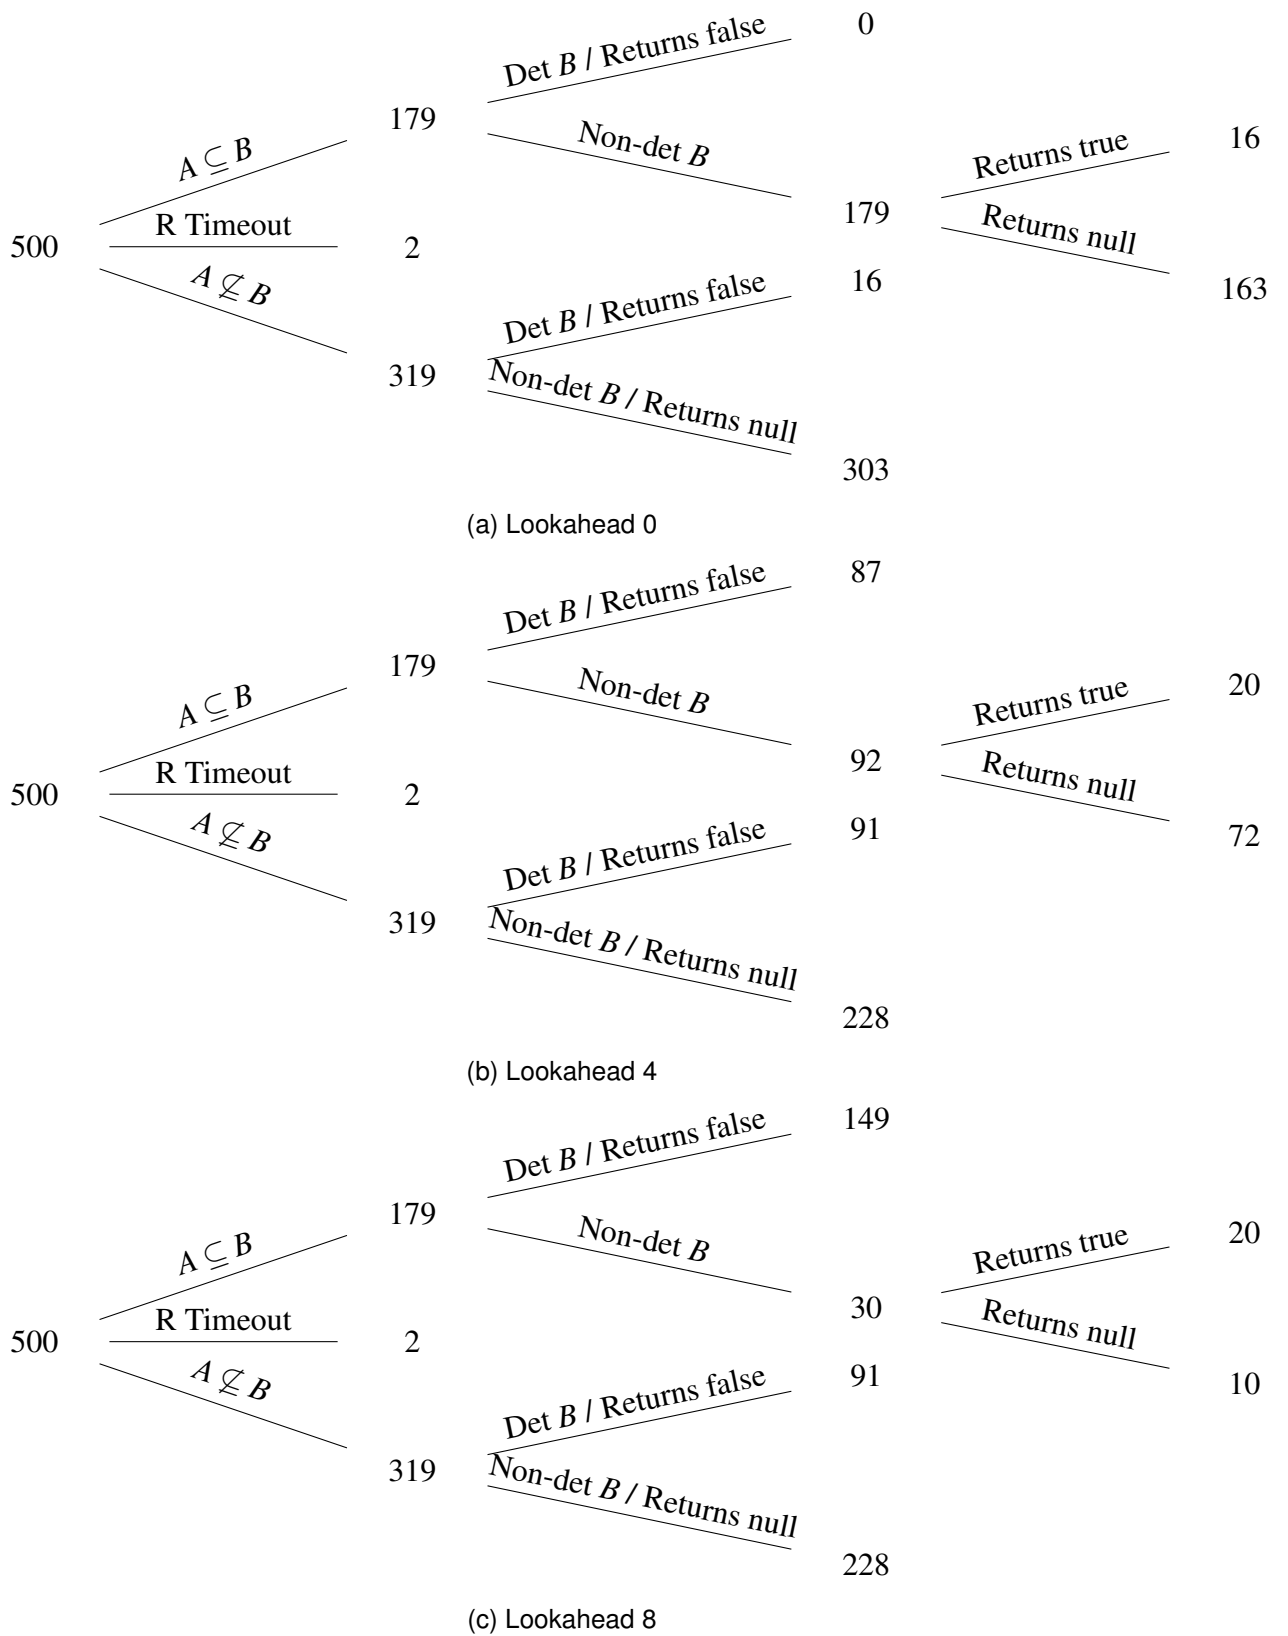 0
Det B / Returns false
179
Non-det B
Returns true
16
A ⊆ B
179
Returns null
163
500
R Timeout
2
A ⊈ B
16
Det B / Returns false
319
Non-det B / Returns null
303
(a) Lookahead 0
87
Det B / Returns false
179
Non-det B
Returns true
20
A ⊆ B
92
Returns null
72
500
R Timeout
2
A ⊈ B
91
Det B / Returns false
319
Non-det B / Returns null
228
(b) Lookahead 4
149
Det B / Returns false
179
Non-det B
Returns true
20
A ⊆ B
30
Returns null
10
500
R Timeout
2
A ⊈ B
91
Det B / Returns false
319
Non-det B / Returns null
228
(c) Lookahead 8